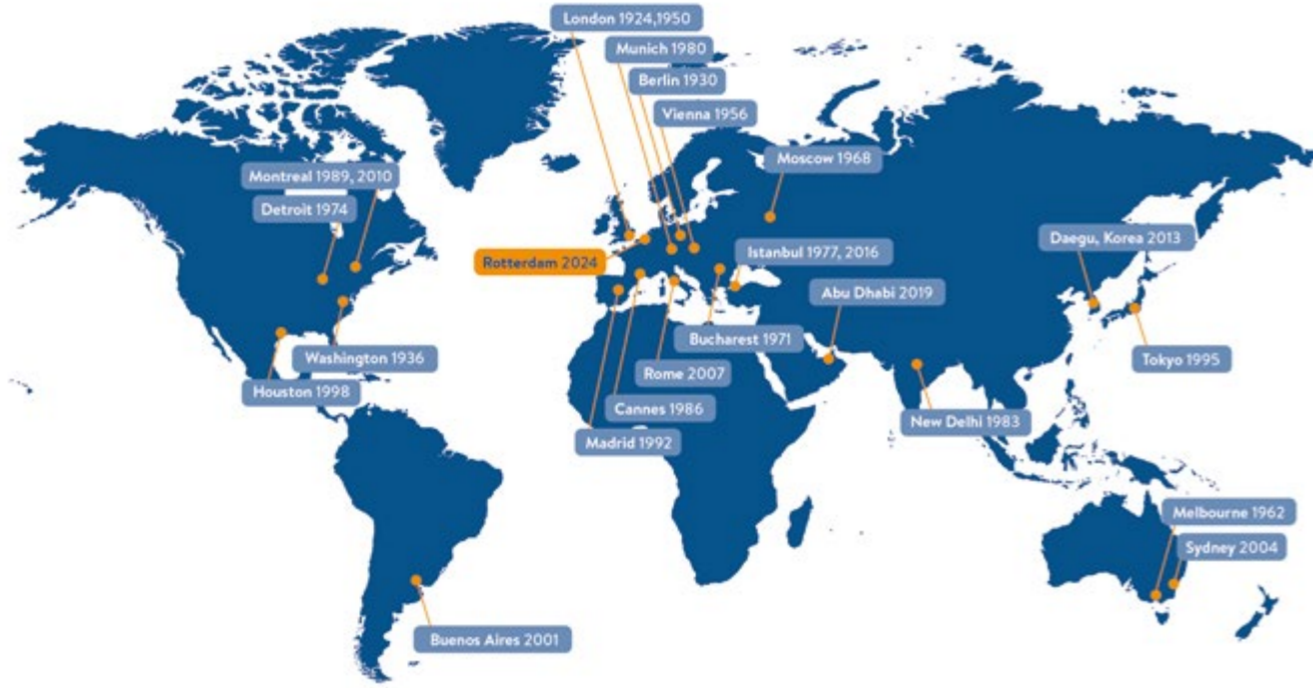 London 1924,1950
Munich 1980
Berlin 1930
Vienna 1956
Moscow 1968
Montreal 1989, 2010
Detroit 1974
Daegu, Korea 2013
Istanbul 1977, 2016
Rotterdam 2024
Abu Dhabi 2019
Bucharest 1971
Washington 1936
Tokyo 1995
Rome 2007
Houston 1998
Cannes 1986
New Delhi 1983
Madrid 1992
Melbourne 1962
Sydney 2004
Buenos Aires 2001